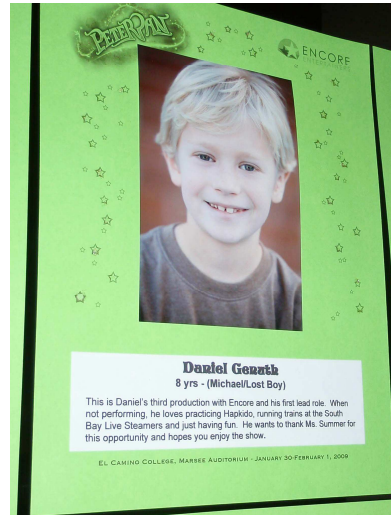 PETER PAN
ENCORE
Daniel Genuth
8 yrs - (Michael/Lost Boy)
This is Daniel's third production with Encore and his first lead role. When
not performing, he loves practicing Hapkido, running trains at the South
Bay Live Steamers and just having fun. He wants to thank Ms. Summer for
this opportunity and hopes you enjoy the show.
EL CAMINO COLLEGE, MARSEE AUDITORIUM - JANUARY 30-FEBRUARY 1, 2009